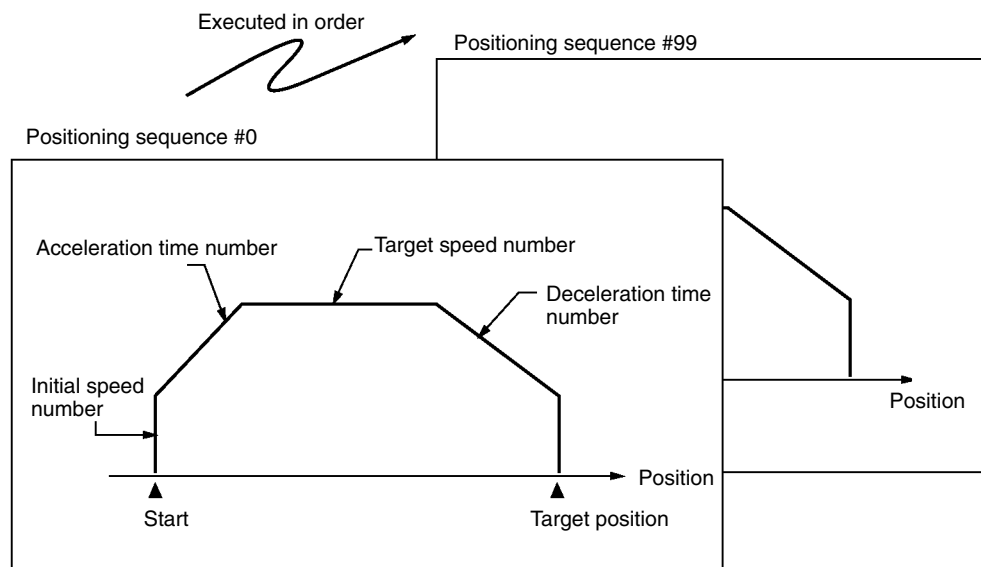 Executed in order
Positioning sequence #99
Positioning sequence #0
Acceleration time number
Target speed number
Deceleration time
number
Initial speed
number
Position
Position
Start
Target position